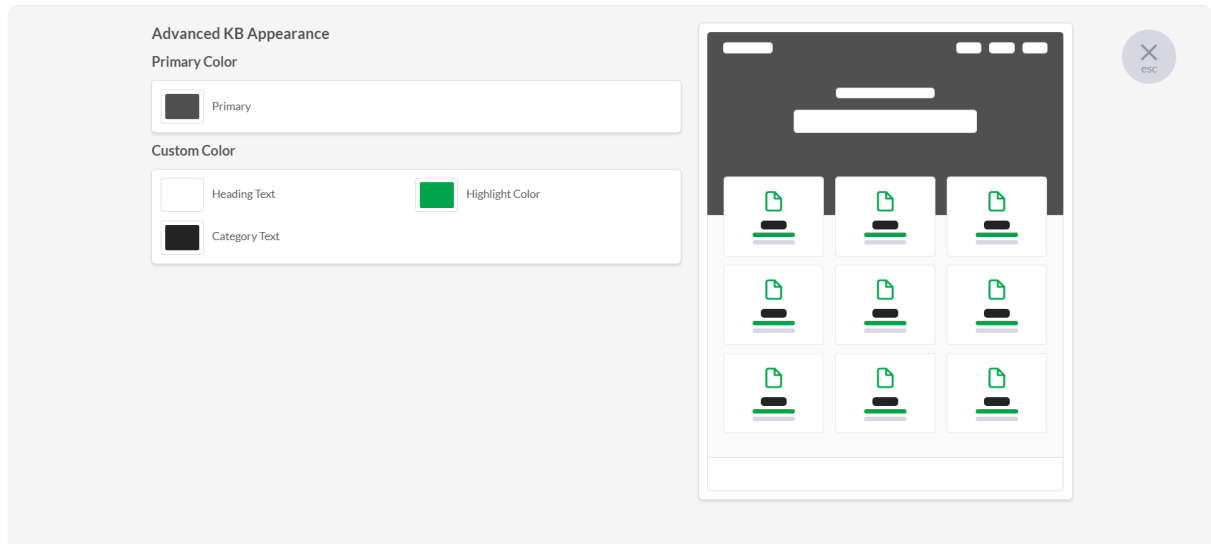 Advanced KB Appearance
Primary Color
Primary
Custom Color
Heading Text
Highlight Color
Category Text
esc